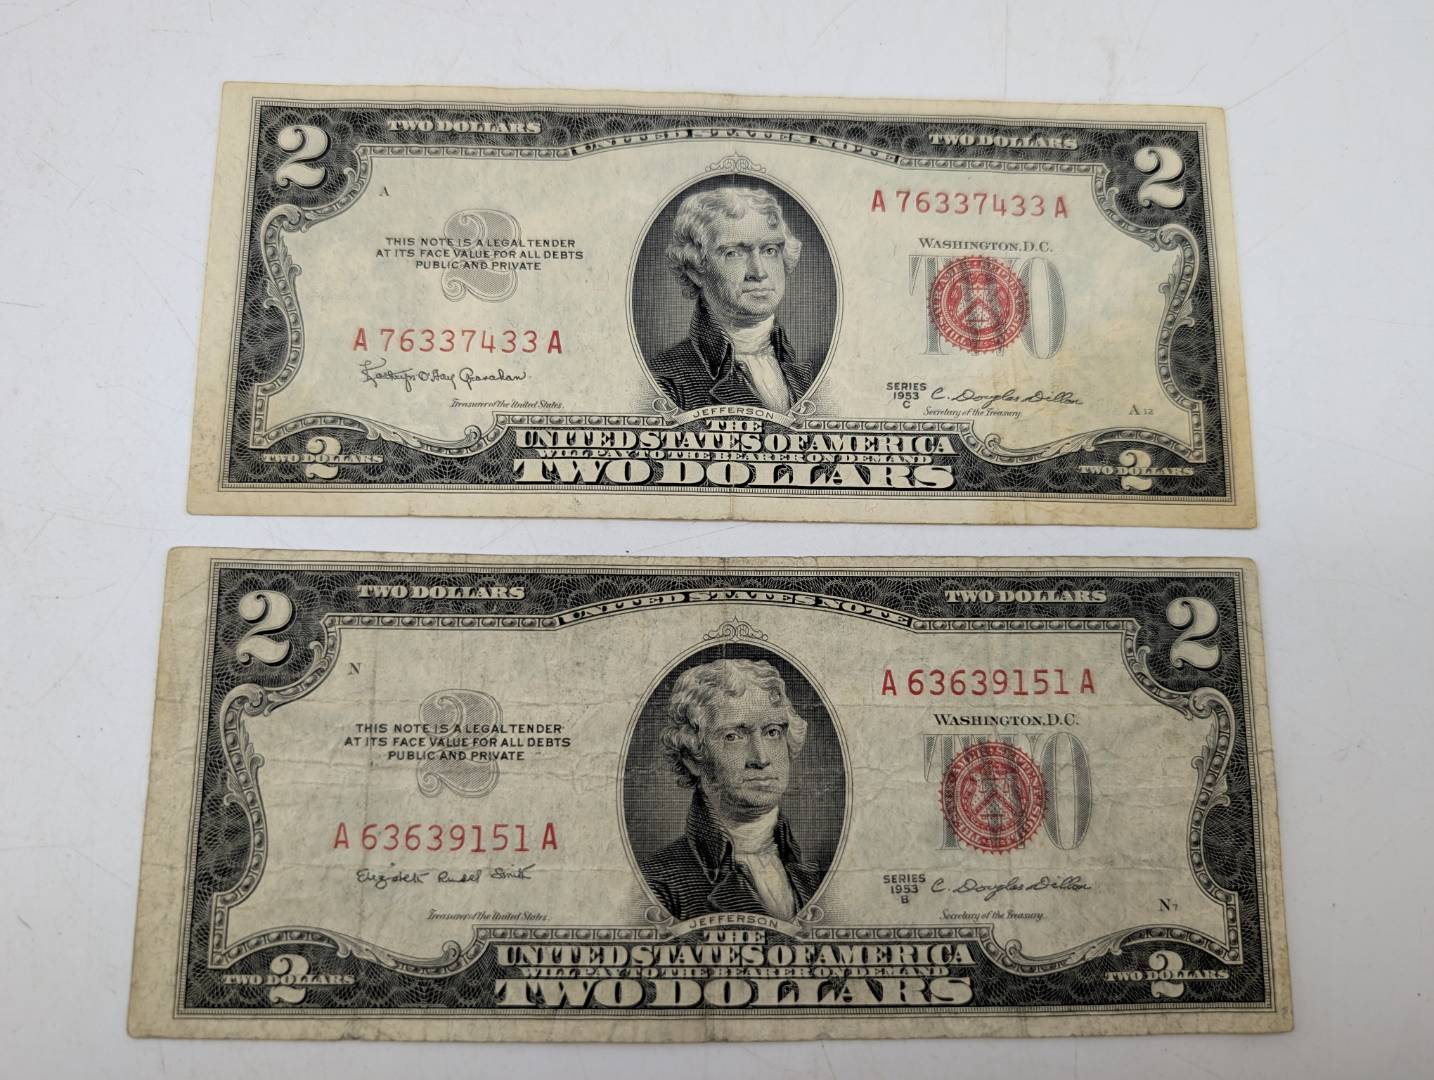 2 TWO DOLLARS UNITED STATES NOTE TWO DOLLARS 2
A
A 76337433 A
THIS NOTE IS A LEGAL TENDER
AT ITS FACE VALUE FOR ALL DEBTS
PUBLIC AND PRIVATE
2
WASHINGTON, D.C.
TWO
A 76337433 A
Kathryn O'Hay Granahan
Treasurer of the United States.
SERIES
1953
C
C. Douglas Dillon
Secretary of the Treasury.
A 12
JEFFERSON
THE
UNITED STATES OF AMERICA
WILL PAY TO THE BEARER ON DEMAND
TWO DOLLARS
TWO DOLLARS 2
TWO DOLLARS 2
2 TWO DOLLARS UNITED STATES NOTE TWO DOLLARS 2
N
A 63639151 A
THIS NOTE IS A LEGAL TENDER
AT ITS FACE VALUE FOR ALL DEBTS
PUBLIC AND PRIVATE
2
WASHINGTON, D.C.
TWO
A 63639151 A
Elizabeth Rudel Smith
Treasurer of the United States.
SERIES
1953
B
C. Douglas Dillon
Secretary of the Treasury.
N 7
JEFFERSON
THE
UNITED STATES OF AMERICA
WILL PAY TO THE BEARER ON DEMAND
TWO DOLLARS
TWO DOLLARS 2
TWO DOLLARS 2